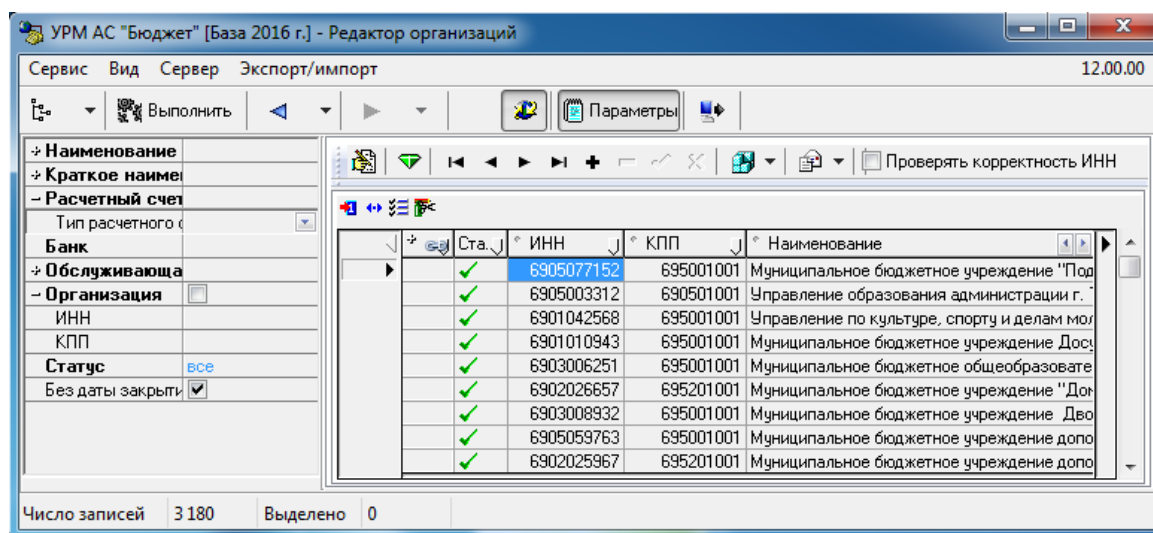 УРМ АС "Бюджет" [База 2016 г.] - Редактор организаций
Сервис Вид Сервер Экспорт/импорт 12.00.00
Выполнить Параметры
Наименование
Краткое наимен
Расчетный счет
Тип расчетного с
Банк
Обслуживающа
Организация
ИНН
КПП
Статус все
Без даты закрыти
Проверять корректность ИНН
Ста. ИНН КПП Наименование
6905077152 695001001 Муниципальное бюджетное учреждение "Под
6905003312 690501001 Управление образования администрации г.
6901042568 695001001 Управление по культуре, спорту и делам мол
6901010943 695001001 Муниципальное бюджетное учреждение Досу
6903006251 695001001 Муниципальное бюджетное общеобразовате
6902026657 695201001 Муниципальное бюджетное учреждение "Дон
6903008932 695001001 Муниципальное бюджетное учреждение Дво
6905059763 695001001 Муниципальное бюджетное учреждение допо
6902025967 695201001 Муниципальное бюджетное учреждение допо
Число записей 3 180 Выделено 0